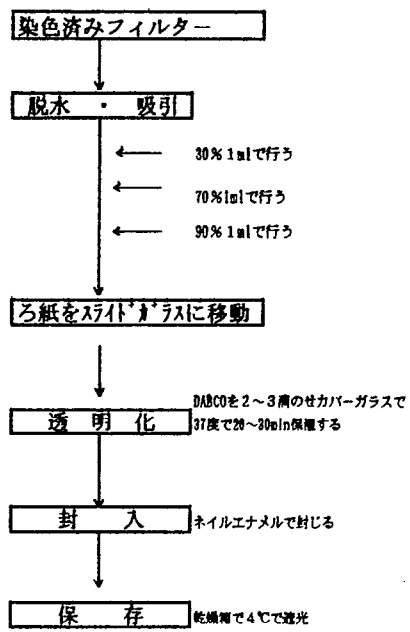 染色済みフィルター
脱水 ・ 吸引
30% 1mlで行う
70%1mlで行う
90% 1mlで行う
ろ紙をｽﾗｲﾄﾞｶﾞﾗｽに移動
DABCOを2～3滴のせカバーガラスで
透 明 化
37度で20～30min保温する
封 入
ネイルエナメルで封じる
保 存
乾燥箱で4℃で遮光